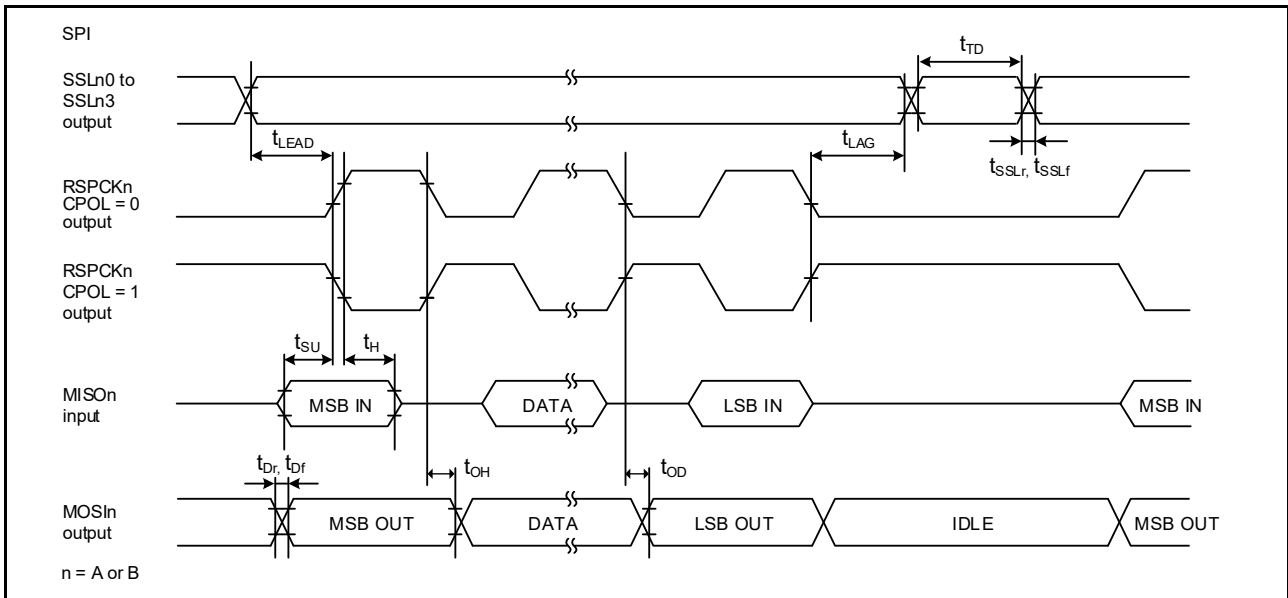 SPI
tTD
SSLn0 to
SSLn3
output
tLEAD
tLAG
tSSLr, tSSLf
RSPCKn
CPOL = 0
output
RSPCKn
CPOL = 1
output
tSU
tH
MISOn
input
MSB IN
DATA
LSB IN
MSB IN
tDr, tDf
tOH
tOD
MOSIn
output
MSB OUT
DATA
LSB OUT
IDLE
MSB OUT
n = A or B